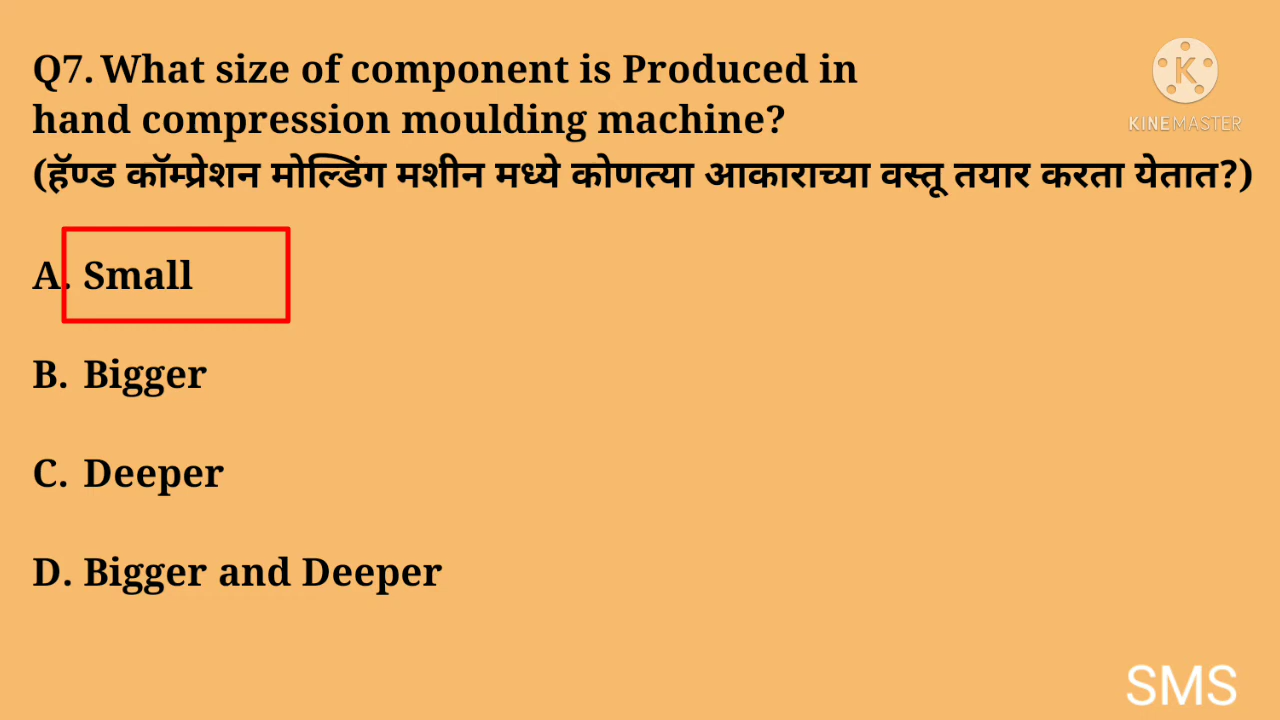 Q7. What size of component is Produced in
hand compression moulding machine?
(हॅण्ड कॉम्प्रेशन मोल्डिंग मशीन मध्ये कोणत्या आकाराच्या वस्तू तयार करता येतात?)
A. Small
B. Bigger
C. Deeper
D. Bigger and Deeper
K
KINEMASTER
SMS